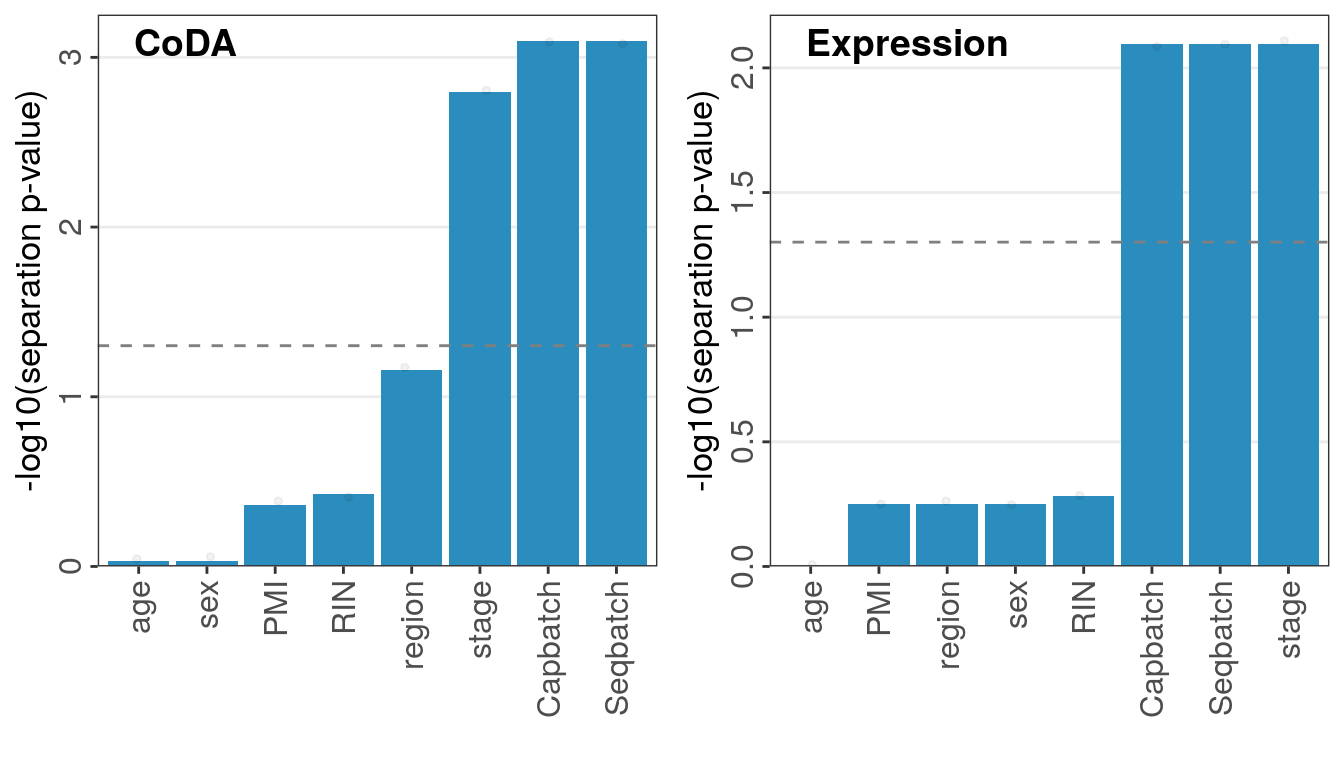 CoDA
-log10(separation p-value)
3
2
1
0
age
sex
PMI
RIN
region
stage
Capbatch
Seqbatch
Expression
-log10(separation p-value)
2.0
1.5
1.0
0.5
0.0
age
PMI
region
sex
RIN
Capbatch
Seqbatch
stage